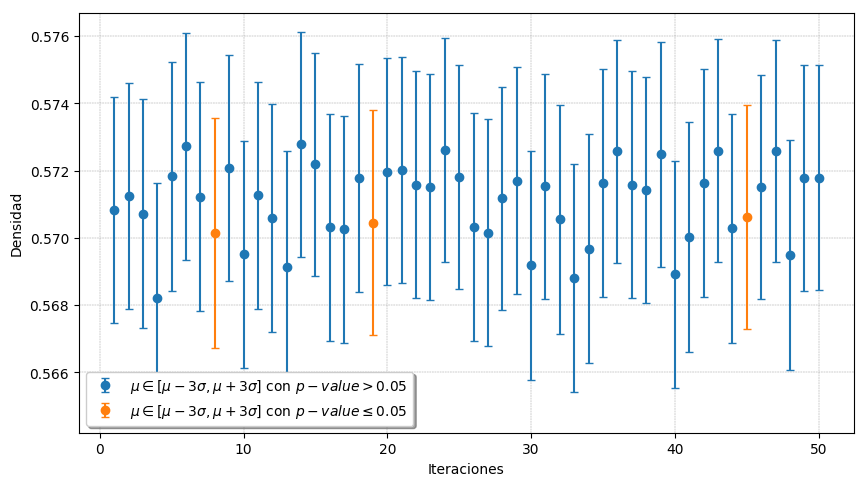 0.576
0.574
0.572
0.570
0.568
0.566
Densidad
μ ∈ [μ − 3σ, μ + 3σ] con p − value > 0.05
μ ∈ [μ − 3σ, μ + 3σ] con p − value ≤ 0.05
0 10 20 30 40 50
Iteraciones